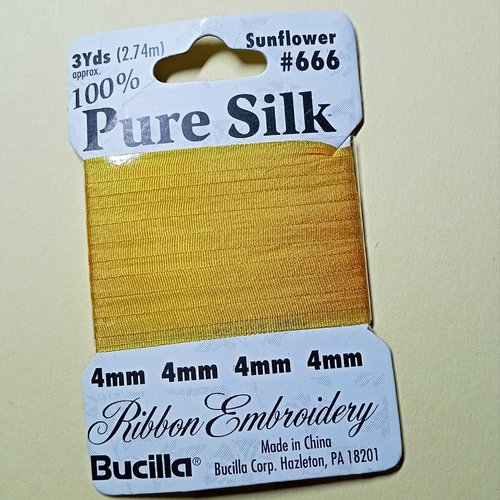 3Yds (2.74m) Sunflower
approx. #666
100%
Pure Silk
4mm 4mm 4mm 4mm
Ribbon Embroidery
Made in China
Bucilla® Bucilla Corp. Hazleton, PA 18201